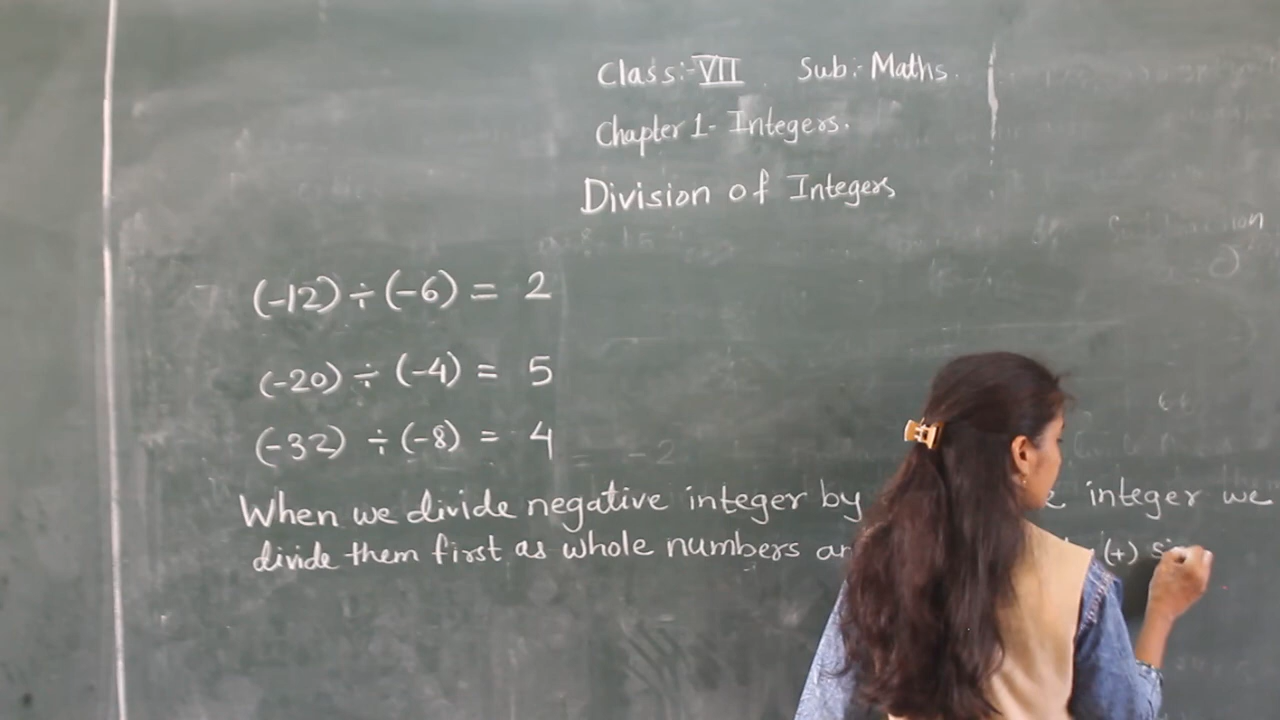 Class:- VII Sub:- Maths.
Chapter 1- Integers.
Division of Integers
(-12) ÷ (-6) = 2
(-20) ÷ (-4) = 5
(-32) ÷ (-8) = 4
When we divide negative integer by integer we
divide them first as whole numbers (+)